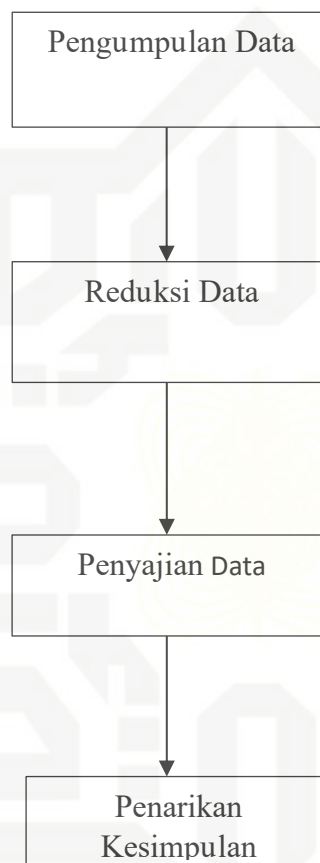 Pengumpulan Data
Reduksi Data
Penyajian Data
Penarikan
Kesimpulan